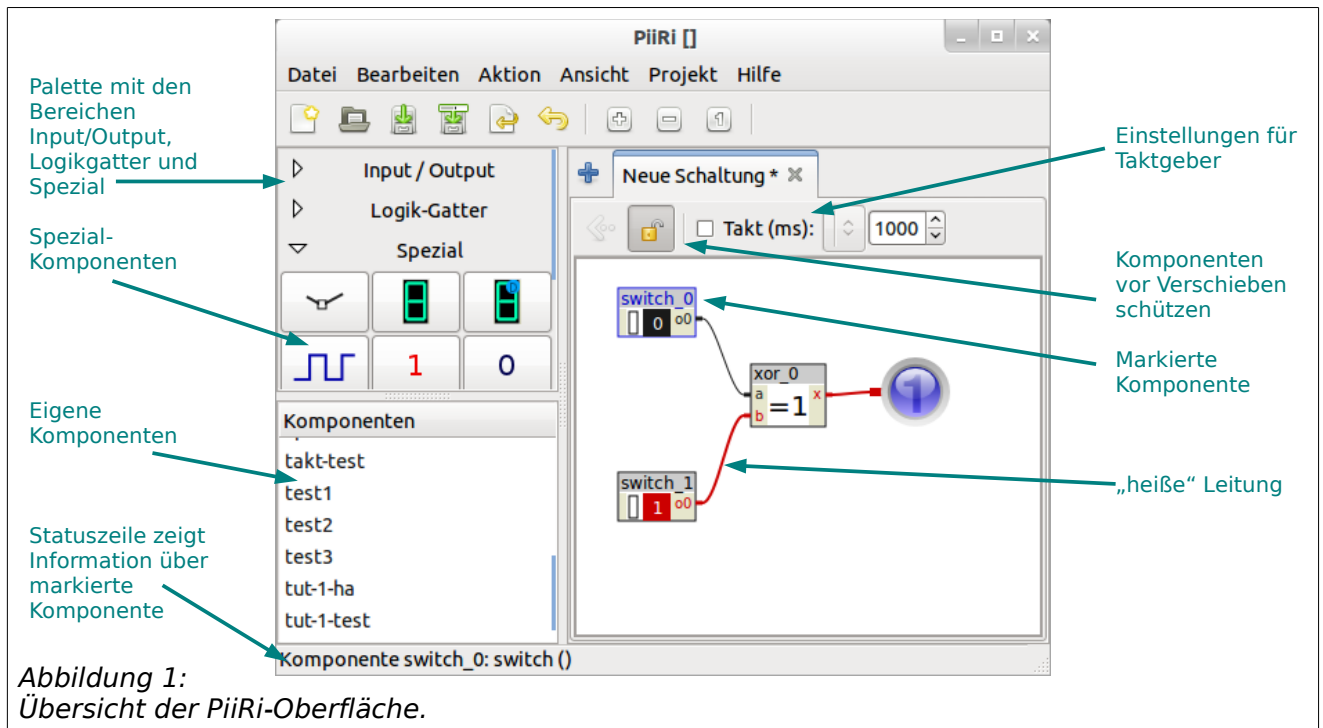 PiiRi []
Datei Bearbeiten Aktion Ansicht Projekt Hilfe
Palette mit den
Bereichen
Input/Output,
Logikgatter und
Spezial
Spezial-
Komponenten
Eigene
Komponenten
Statuszeile zeigt
Information über
markierte
Komponente
Input / Output
Logik-Gatter
Spezial
D
1 0
Komponenten
takt-test
test1
test2
test3
tut-1-ha
tut-1-test
Neue Schaltung *
Takt (ms): 1000
switch_0
0 o0
xor_0
a x
=1
b
1
switch_1
1 o0
Einstellungen für
Taktgeber
Komponenten
vor Verschieben
schützen
Markierte
Komponente
„heiße“ Leitung
Komponente switch_0: switch ()
Abbildung 1:
Übersicht der PiiRi-Oberfläche.